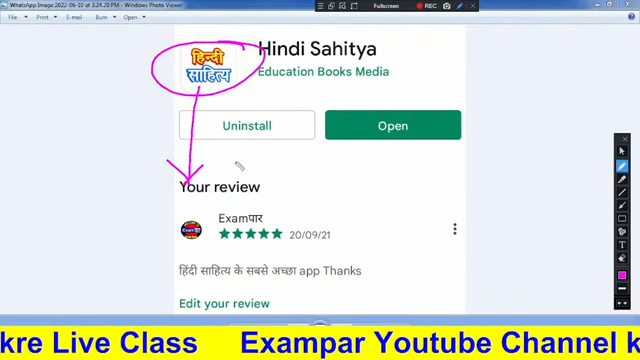 WhatsApp Image 2022-06-10 at 3.24.20 PM - Windows Photo Viewer
File Print E-mail Burn Open
Fullscreen REC
हिन्दी
साहित्य
Hindi Sahitya
Education Books Media
Uninstall
Open
Your review
Examपार
20/09/21
हिंदी साहित्य के सबसे अच्छा app Thanks
Edit your review
kre Live Class Exampar Youtube Channel k